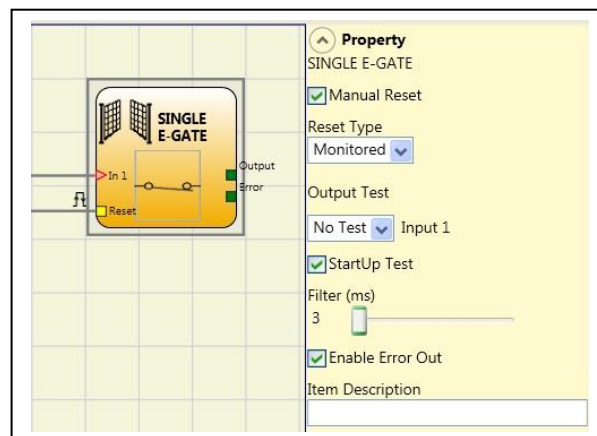 SINGLE
E-GATE
In 1
Reset
Output
Error
Property
SINGLE E-GATE
Manual Reset
Reset Type
Monitored
Output Test
No Test Input 1
StartUp Test
Filter (ms)
3
Enable Error Out
Item Description